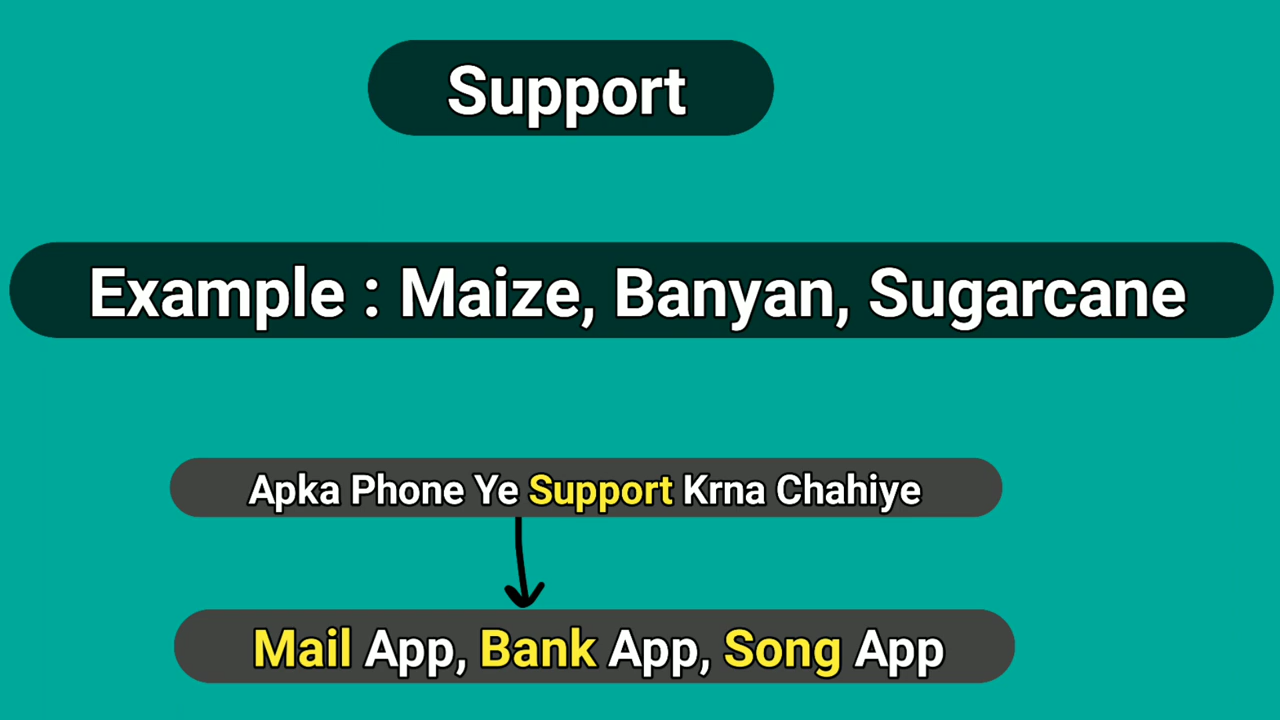 Support
Example : Maize, Banyan, Sugarcane
Apka Phone Ye Support Krna Chahiye
Mail App, Bank App, Song App